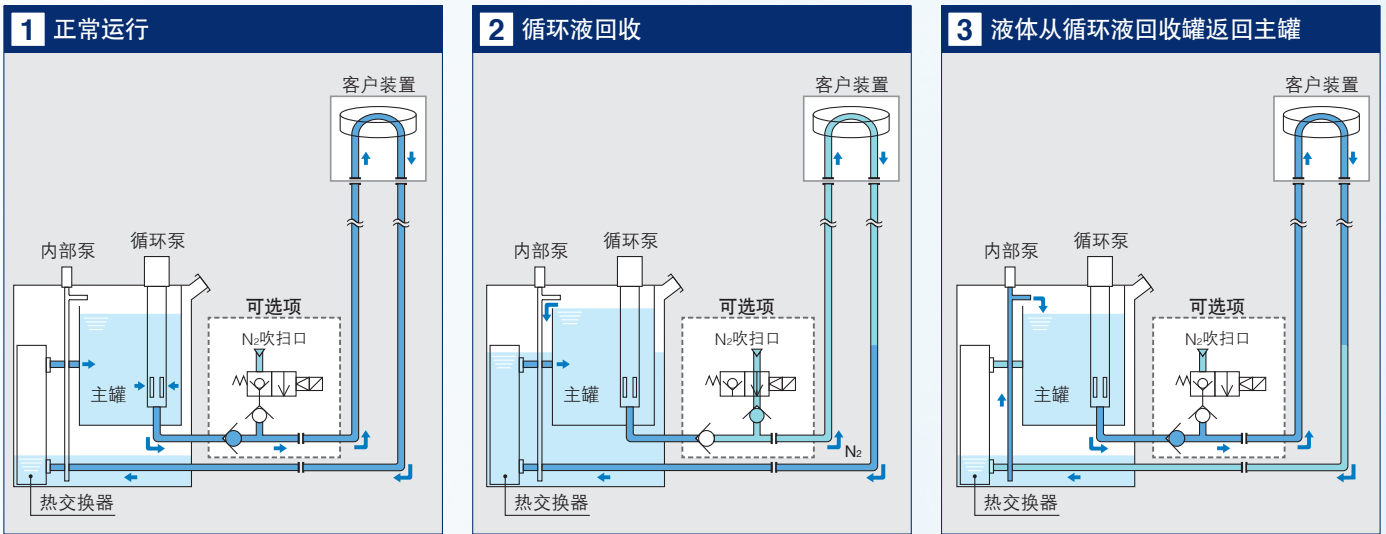 1 正常运行
客户装置
内部泵
循环泵
可选项
N₂吹扫口
主罐
热交换器
2 循环液回收
客户装置
内部泵
循环泵
可选项
N₂吹扫口
主罐
N₂
热交换器
3 液体从循环液回收罐返回主罐
客户装置
内部泵
循环泵
可选项
N₂吹扫口
主罐
热交换器